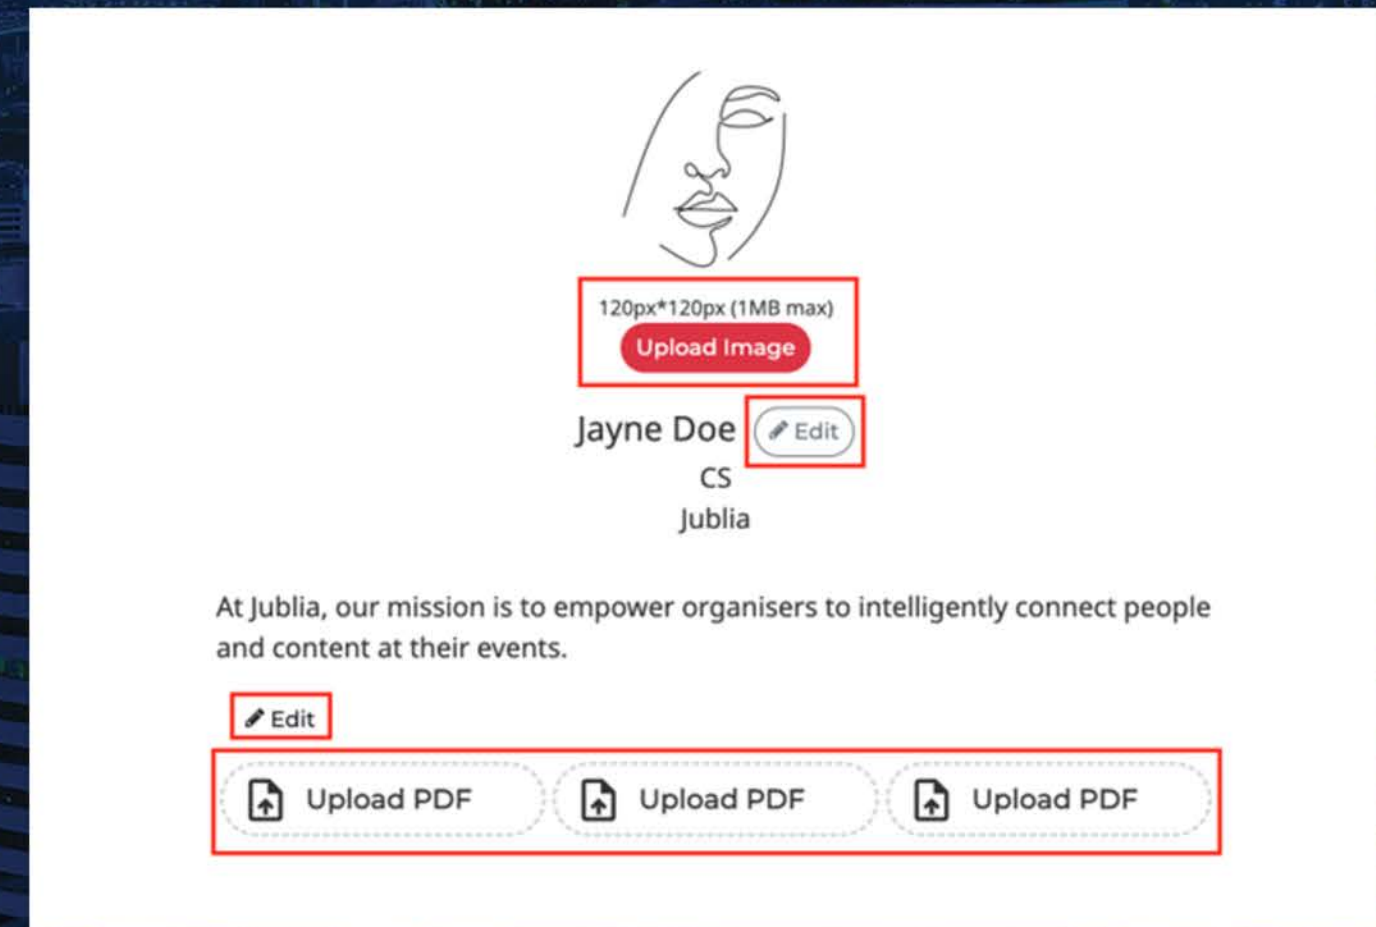 120px*120px (1MB max)
Upload Image
Jayne Doe Edit
CS
Jublia
At Jublia, our mission is to empower organisers to intelligently connect people
and content at their events.
Edit
Upload PDF Upload PDF Upload PDF